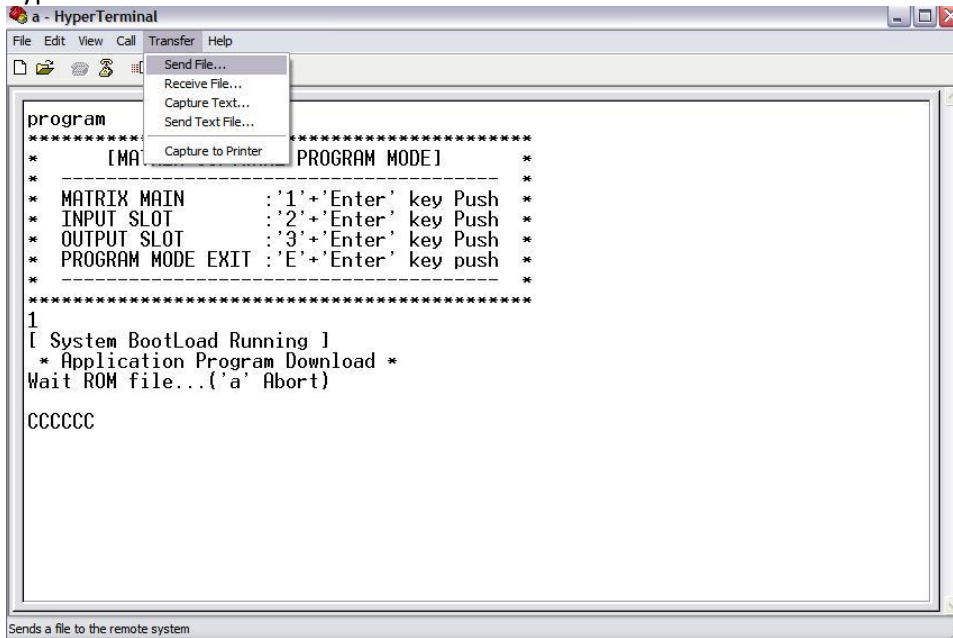 a - HyperTerminal
File Edit View Call Transfer Help
Send File...
Receive File...
Capture Text...
Send Text File...
Capture to Printer
program
*********************************************
* [MA PROGRAM MODE] *
* ---------------------------------------- *
* MATRIX MAIN :'1'+'Enter' key Push *
* INPUT SLOT :'2'+'Enter' key Push *
* OUTPUT SLOT :'3'+'Enter' key Push *
* PROGRAM MODE EXIT :'E'+'Enter' key push *
* ---------------------------------------- *
*********************************************
1
[ System BootLoad Running ]
* Application Program Download *
Wait ROM file...('a' Abort)
CCCCCC
Sends a file to the remote system